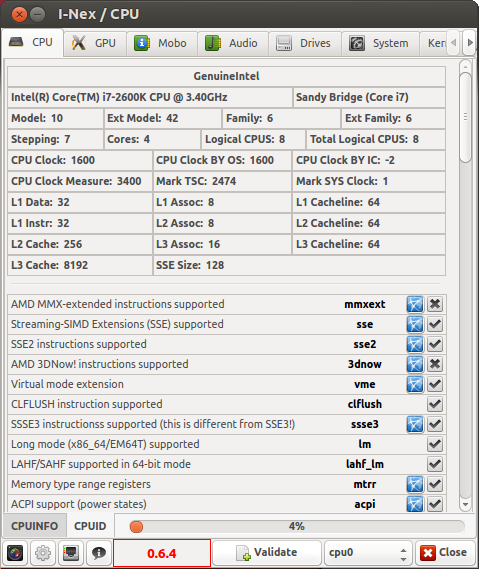 I-Nex / CPU
CPU GPU Mobo Audio Drives System Ker
GenuineIntel
Intel(R) Core(TM) i7-2600K CPU @ 3.40GHz Sandy Bridge (Core i7)
Model: 10 Ext Model: 42 Family: 6 Ext Family: 6
Stepping: 7 Cores: 4 Logical CPUS: 8 Total Logical CPUS: 8
CPU Clock: 1600 CPU Clock BY OS: 1600 CPU Clock BY IC: -2
CPU Clock Measure: 3400 Mark TSC: 2474 Mark SYS Clock: 1
L1 Data: 32 L1 Assoc: 8 L1 Cacheline: 64
L1 Instr: 32 L2 Assoc: 8 L2 Cacheline: 64
L2 Cache: 256 L3 Assoc: 16 L3 Cacheline: 64
L3 Cache: 8192 SSE Size: 128
AMD MMX-extended instructions supported mmxext
Streaming-SIMD Extensions (SSE) supported sse
SSE2 instructions supported sse2
AMD 3DNow! instructions supported 3dnow
Virtual mode extension vme
CLFLUSH instruction supported clflush
SSSE3 instructionss supported (this is different from SSE3!) ssse3
Long mode (x86_64/EM64T) supported lm
LAHF/SAHF supported in 64-bit mode lahf_lm
Memory type range registers mtrr
ACPI support (power states) acpi
CPUINFO CPUID 4%
0.6.4 Validate cpu0 Close